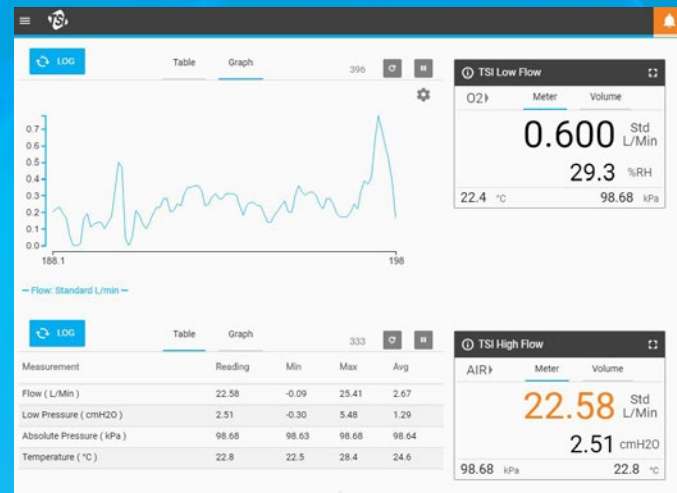 TSI
LOG
Table Graph
396
0.7
0.6
0.5
0.4
0.3
0.2
0.1
0.0
188.1 198
Flow: Standard L/min
TSI Low Flow
O2
Meter Volume
0.600 Std L/Min
29.3 %RH
22.4 °C 98.68 kPa
LOG
Table Graph
333
Measurement Reading Min Max Avg
Flow ( L/Min ) 22.58 -0.09 25.41 2.67
Low Pressure ( cmH2O ) 2.51 -0.30 5.48 1.29
Absolute Pressure ( kPa ) 98.68 98.63 98.68 98.64
Temperature ( °C ) 22.8 22.5 28.4 24.6
TSI High Flow
AIR
Meter Volume
22.58 Std L/Min
2.51 cmH20
98.68 kPa 22.8 °C